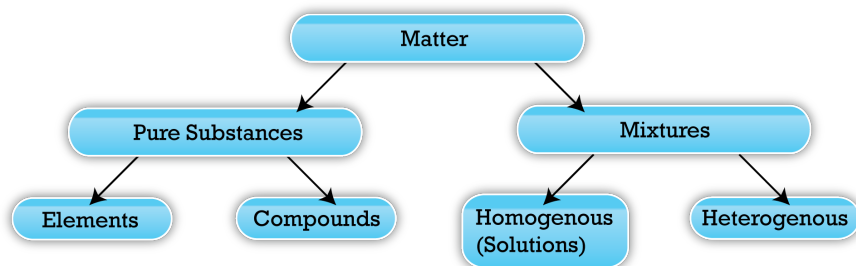 Matter
Pure Substances
Mixtures
Elements
Compounds
Homogenous
(Solutions)
Heterogenous